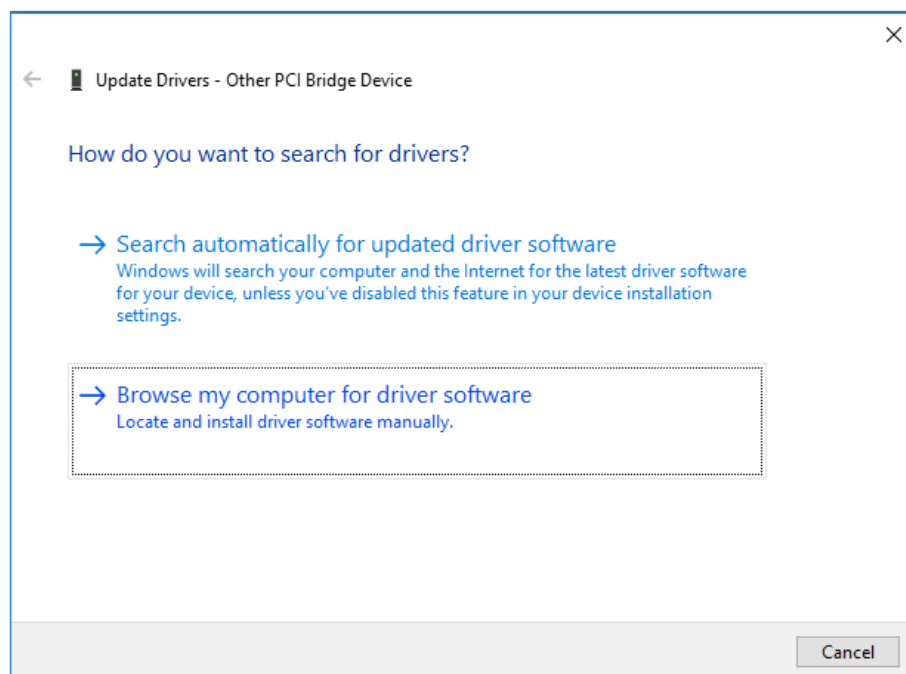 Update Drivers - Other PCI Bridge Device
How do you want to search for drivers?
Search automatically for updated driver software
Windows will search your computer and the Internet for the latest driver software
for your device, unless you've disabled this feature in your device installation
settings.
Browse my computer for driver software
Locate and install driver software manually.
Cancel